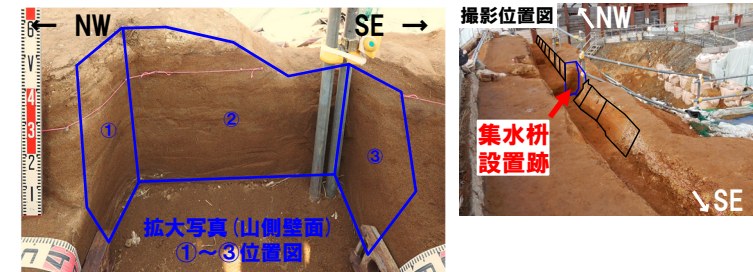 ← NW
SE →
6
V
4
3
2
1
①
②
③
拡大写真(山側壁面)
①～③位置図
撮影位置図
↖NW
集水枡
設置跡
↘SE